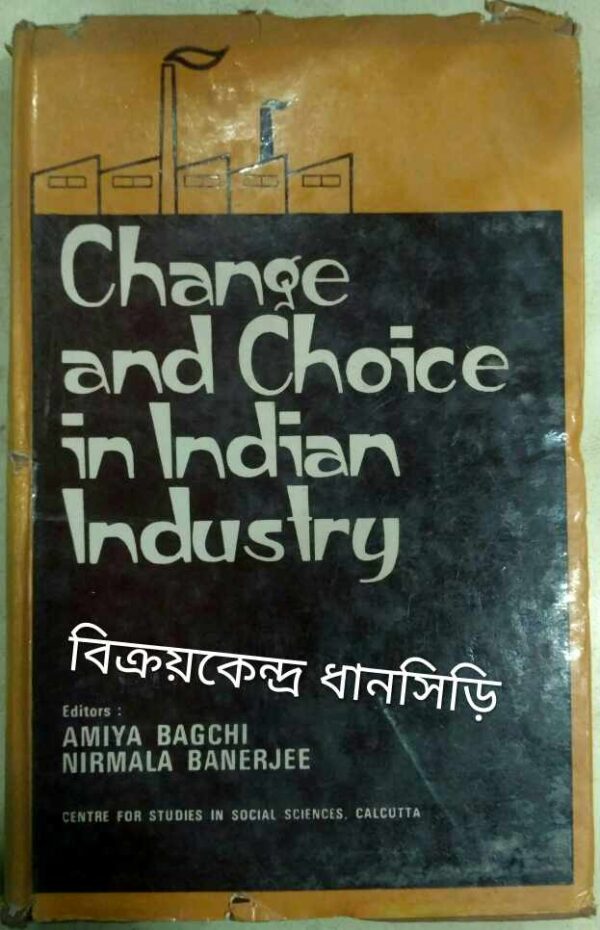 Change
and Choice
in Indian
Industry
বিক্রয়কেন্দ্র ধানসিড়ি
Editors :
AMIYA BAGCHI
NIRMALA BANERJEE
CENTRE FOR STUDIES IN SOCIAL SCIENCES, CALCUTTA